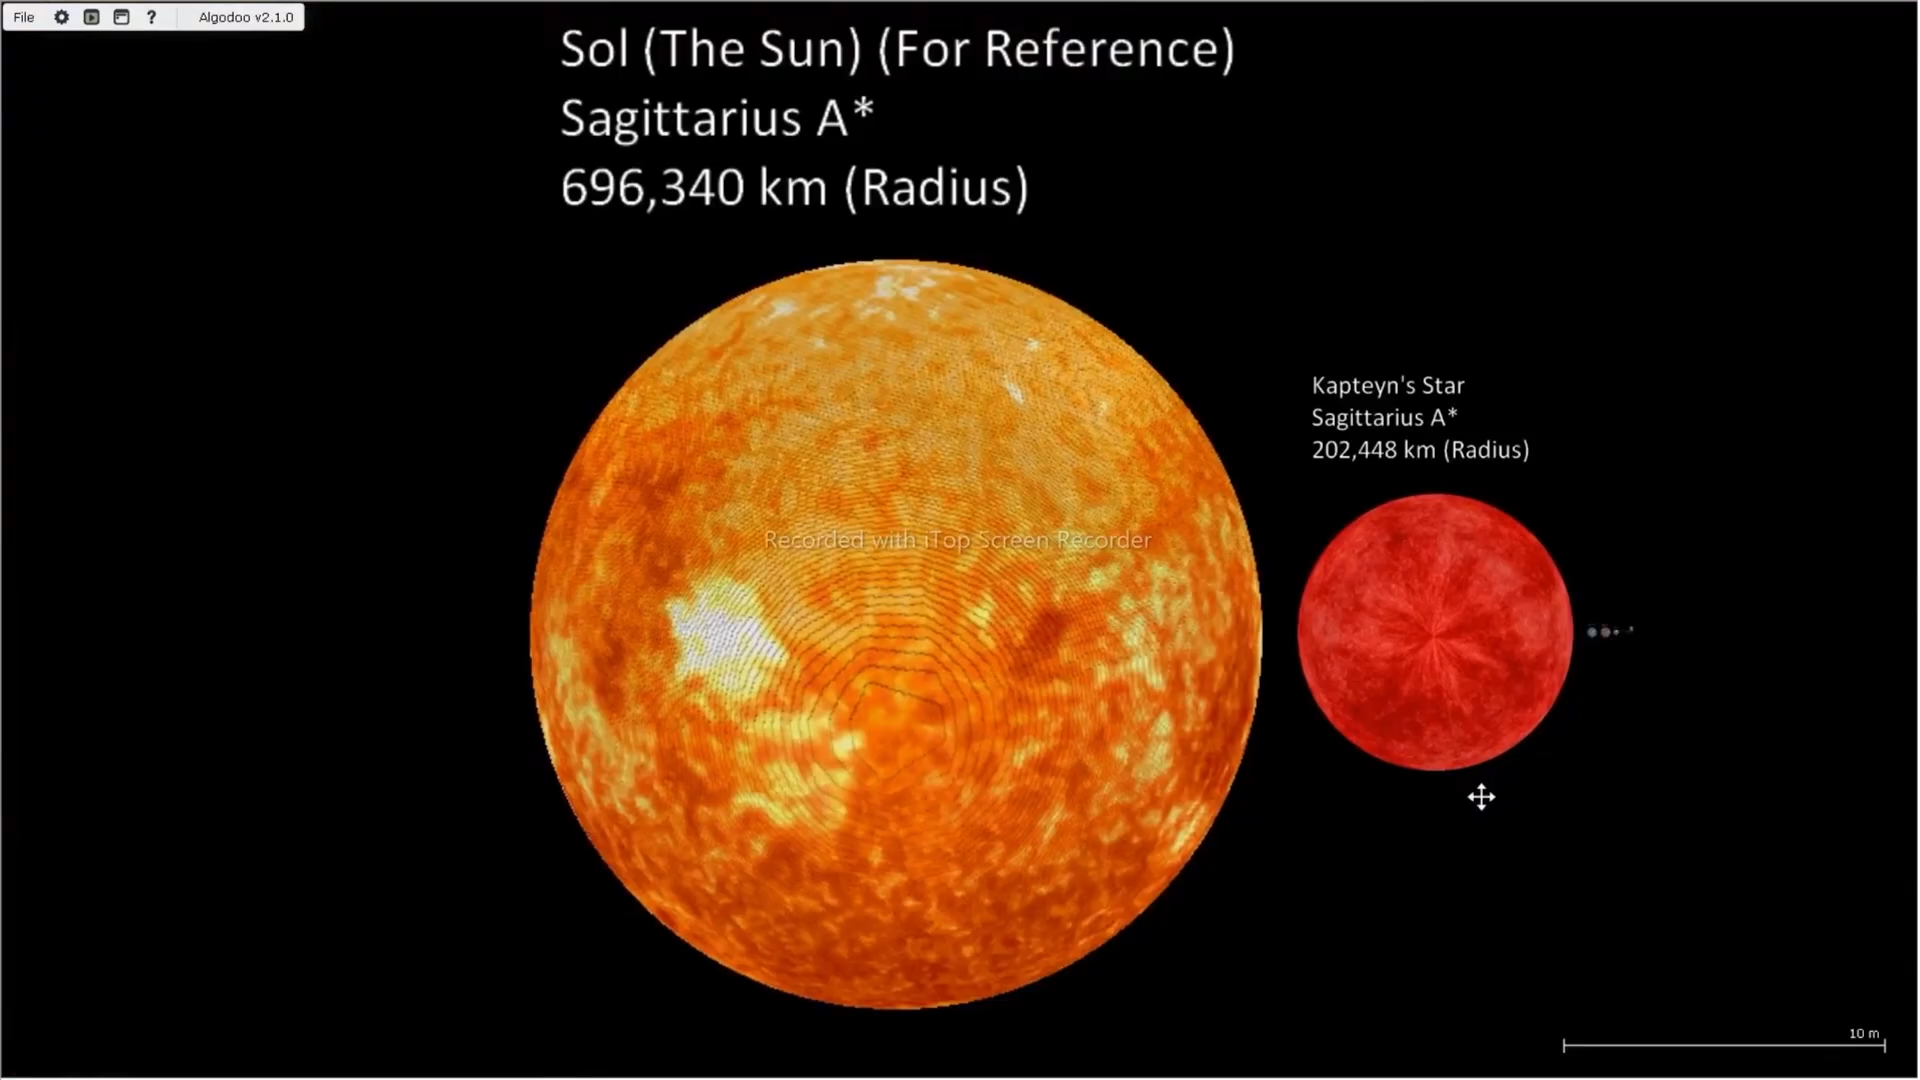 File ? Algodoo v2.1.0
Sol (The Sun) (For Reference)
Sagittarius A*
696,340 km (Radius)
Kapteyn's Star
Sagittarius A*
202,448 km (Radius)
Recorded with iTop Screen Recorder
10 m